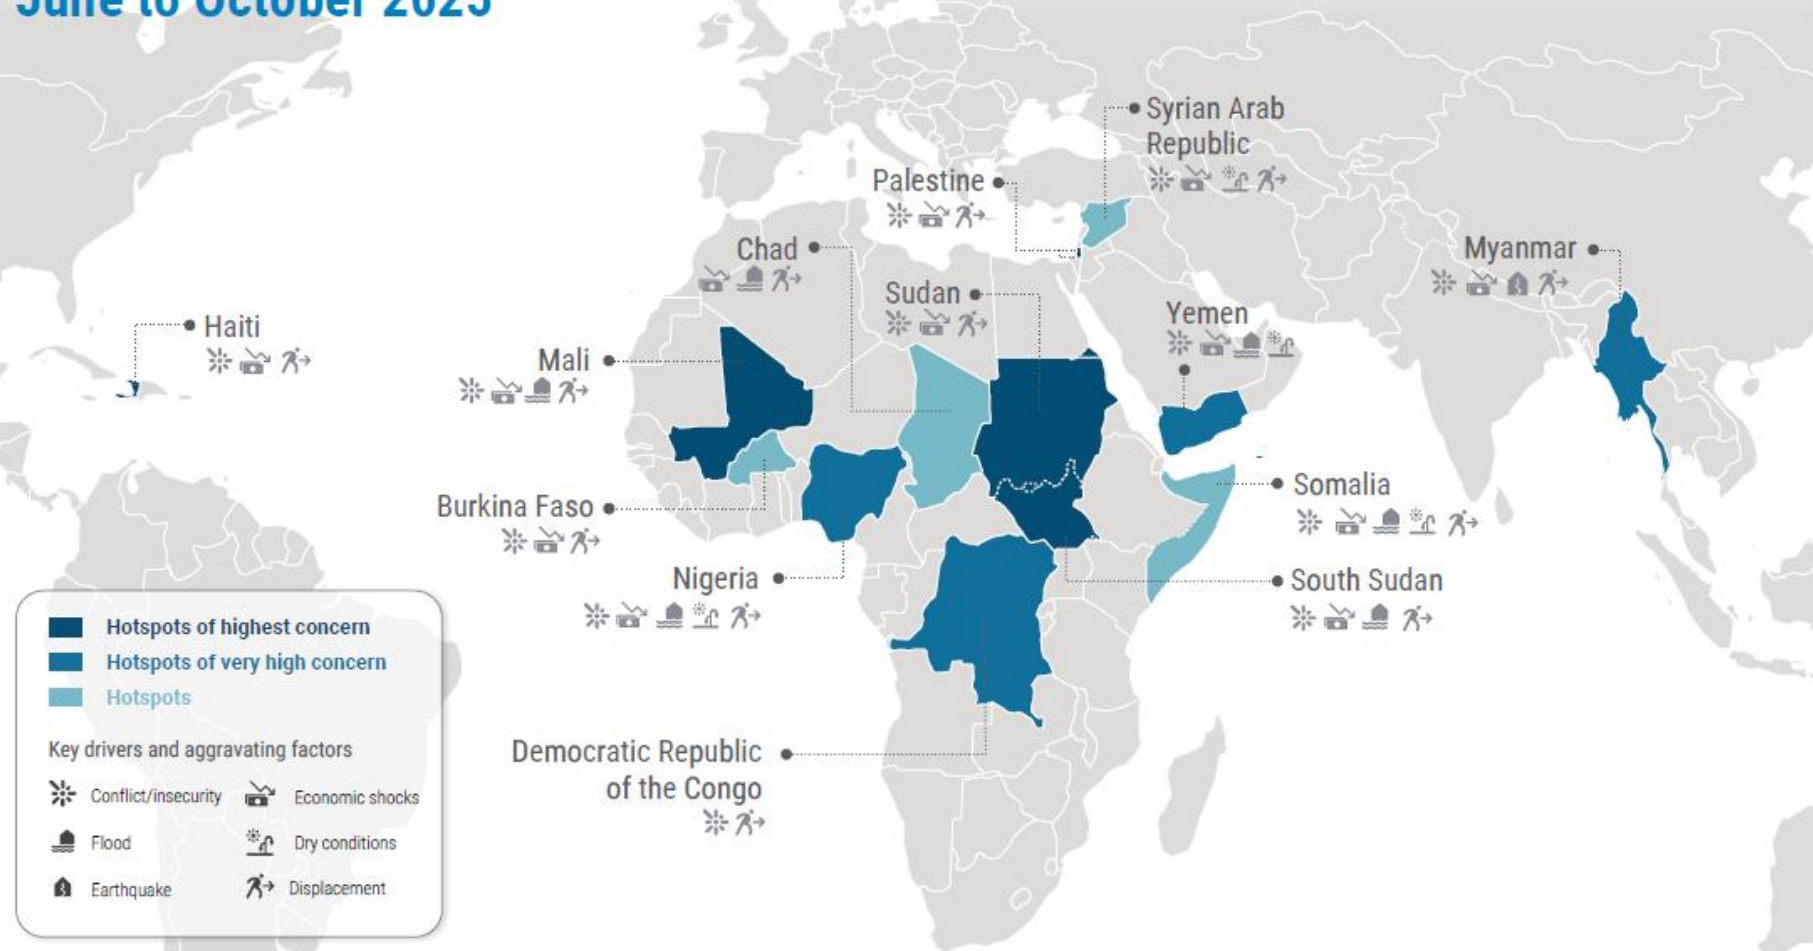 June to October 2025
Syrian Arab
Republic
Palestine
Chad
Myanmar
Sudan
Yemen
Haiti
Mali
Somalia
Burkina Faso
Nigeria
South Sudan
Hotspots of highest concern
Hotspots of very high concern
Hotspots
Key drivers and aggravating factors
Conflict/insecurity
Economic shocks
Flood
Dry conditions
Earthquake
Displacement
Democratic Republic
of the Congo